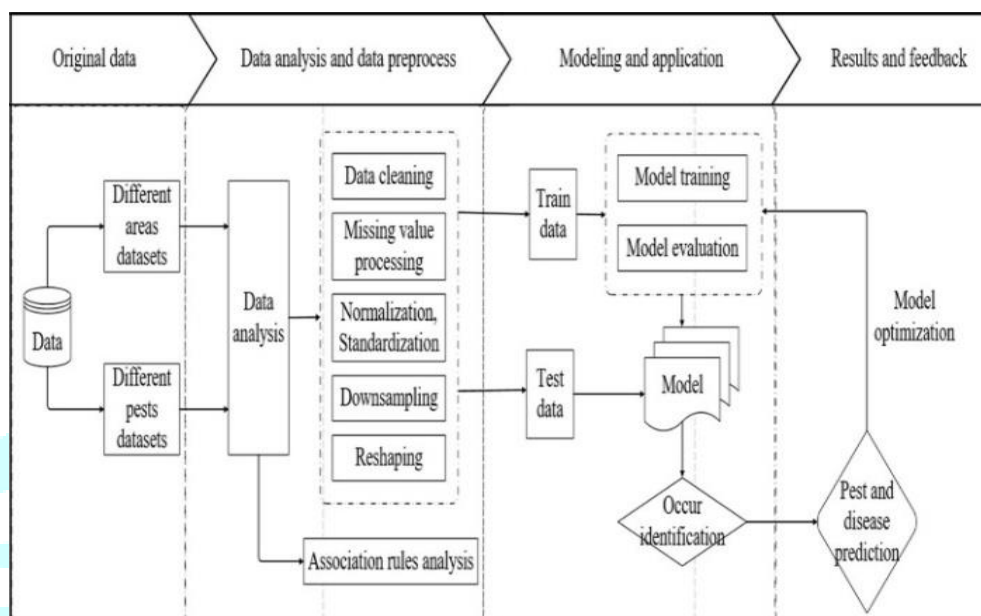 Original data
Data analysis and data preprocess
Modeling and application
Results and feedback
Different
areas
datasets
Data
Different
pests
datasets
Data
analysis
Data cleaning
Missing value
processing
Normalization,
Standardization
Downsampling
Reshaping
Association rules analysis
Train
data
Test
data
Model training
Model evaluation
Model
Occur
identification
Model
optimization
Pest and
disease
prediction